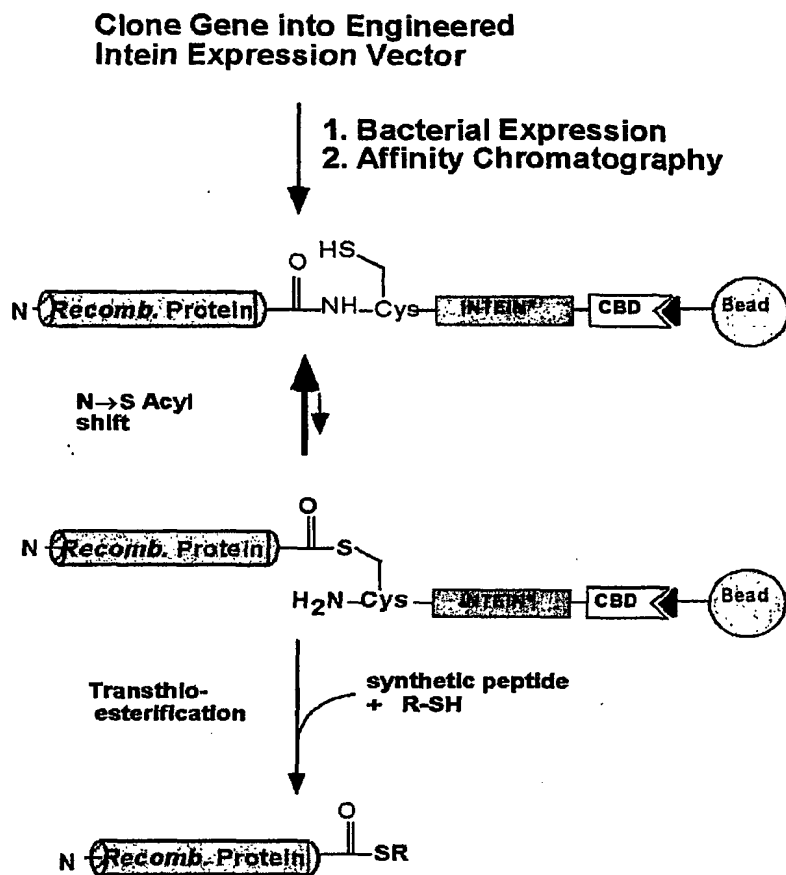 Clone Gene into Engineered
Intein Expression Vector
1. Bacterial Expression
2. Affinity Chromatography
HS
O
N Recomb. Protein NH Cys INTEIN* CBD Bead
N→S Acyl
shift
O
N Recomb. Protein S
H₂N Cys INTEIN* CBD Bead
Transthio-
esterification
synthetic peptide
+ R-SH
O
N Recomb. Protein SR